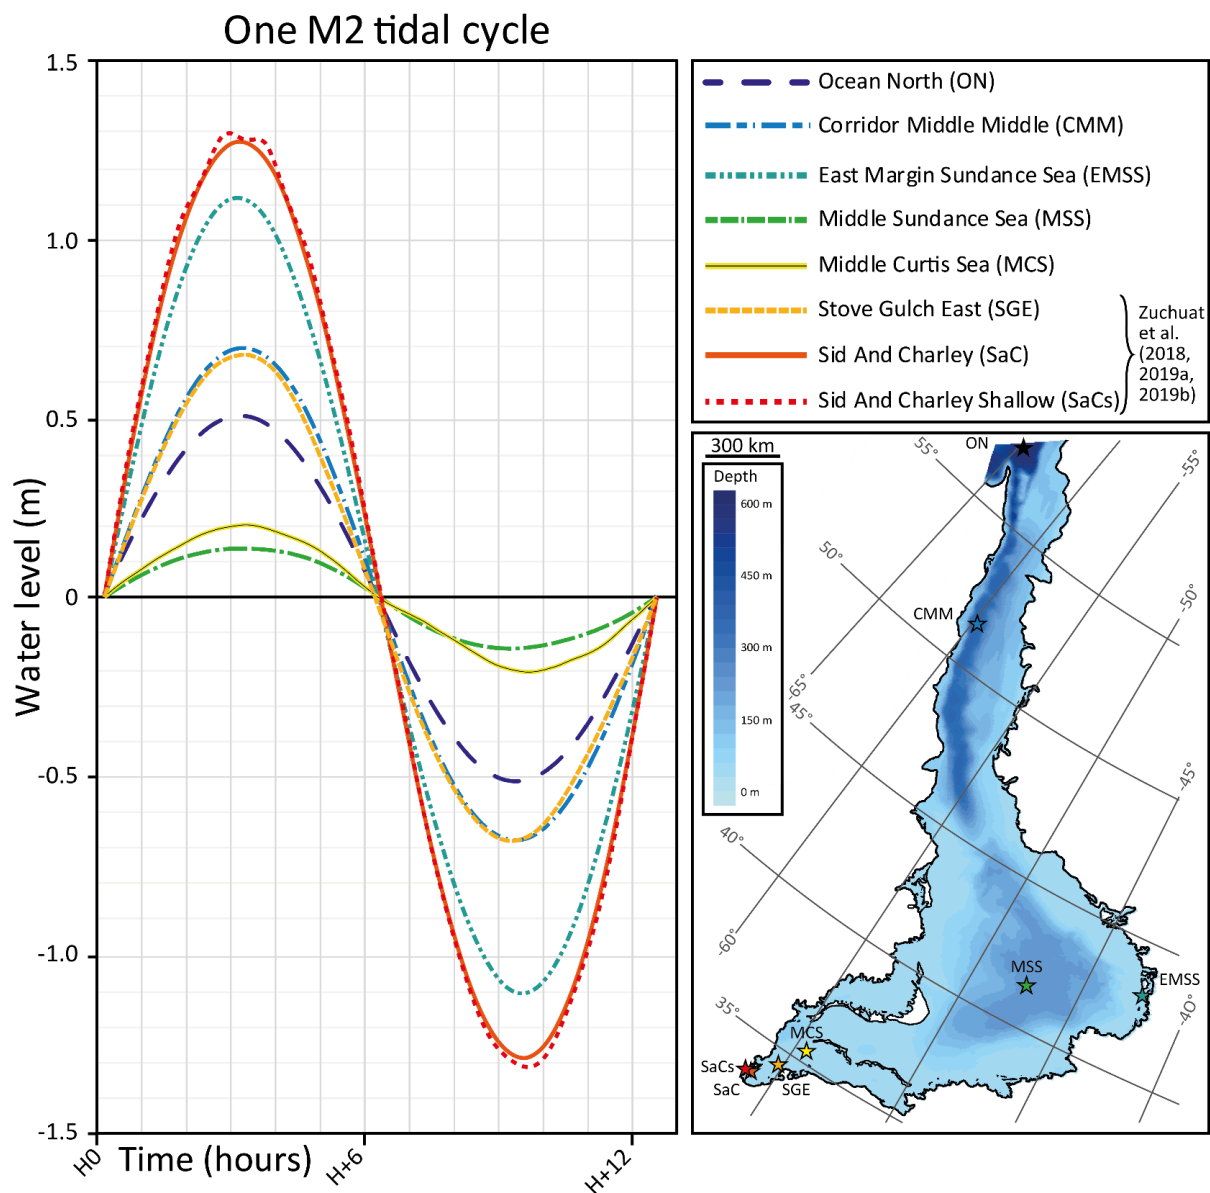 One M2 tidal cycle
1.5
1.0
0.5
0
-0.5
-1.0
-1.5
Water level (m)
H0
Time (hours)
H+6
H+12
Ocean North (ON)
Corridor Middle Middle (CMM)
East Margin Sundance Sea (EMSS)
Middle Sundance Sea (MSS)
Middle Curtis Sea (MCS)
Stove Gulch East (SGE)
Sid And Charley (SaC)
Sid And Charley Shallow (SaCs)
Zuchuat
et al.
(2018,
2019a,
2019b)
300 km
Depth
600 m
450 m
300 m
150 m
0 m
ON
55°
-55°
50°
CMM
-50°
-65°
45°
-45°
40°
-60°
MSS
EMSS
-40°
35°
MCS
SaCs
SaC
SGE